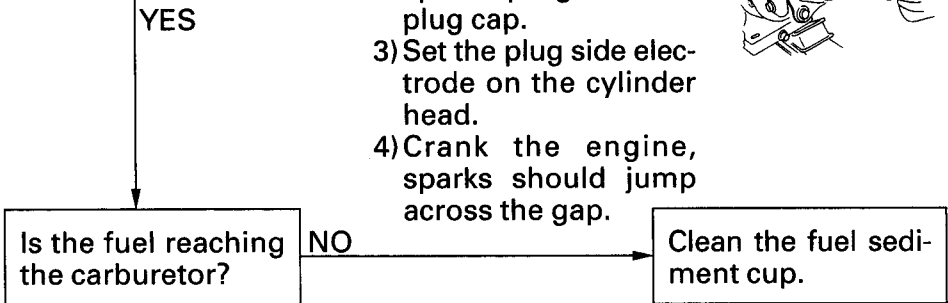 YES
plug cap.
3) Set the plug side elec-
trode on the cylinder
head.
4) Crank the engine,
sparks should jump
across the gap.
Is the fuel reaching
the carburetor?
NO
Clean the fuel sedi-
ment cup.